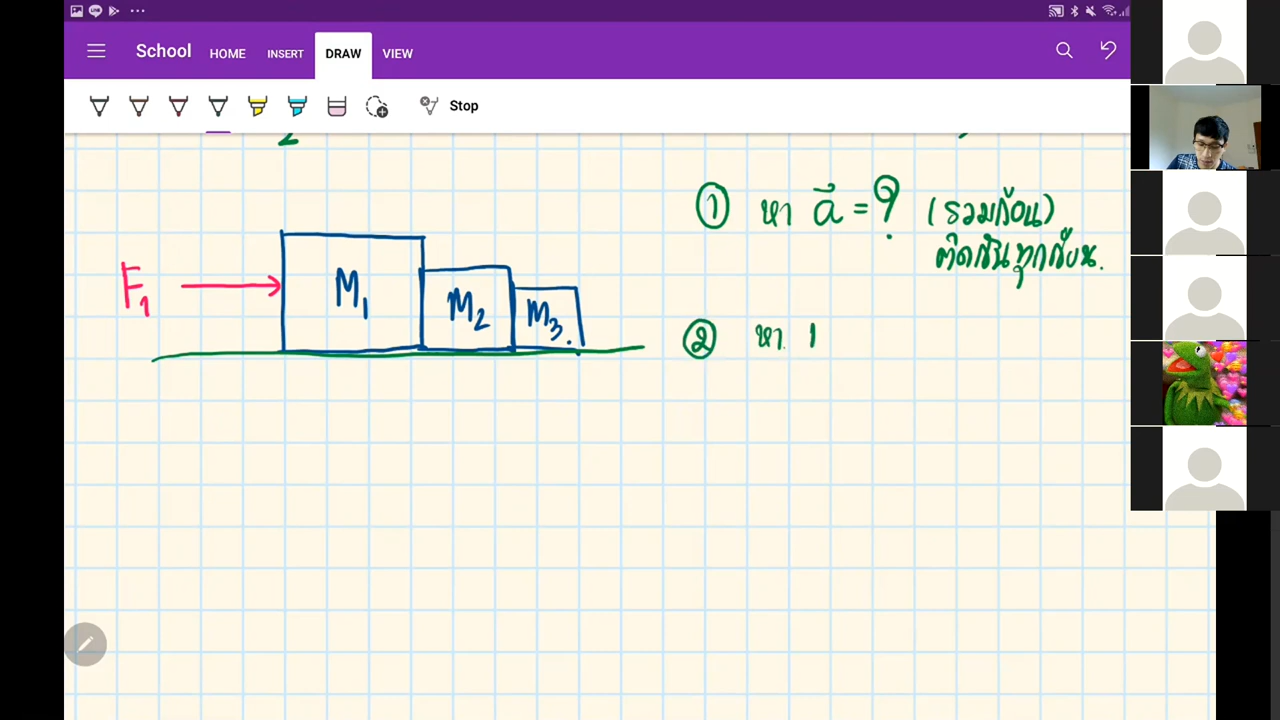 School HOME INSERT DRAW VIEW
Stop
2
① หา a⃗ = ? (รวมก้อน)
ติดกันทุกก้อน.
F₁ M₁ M₂ M₃.
② หา